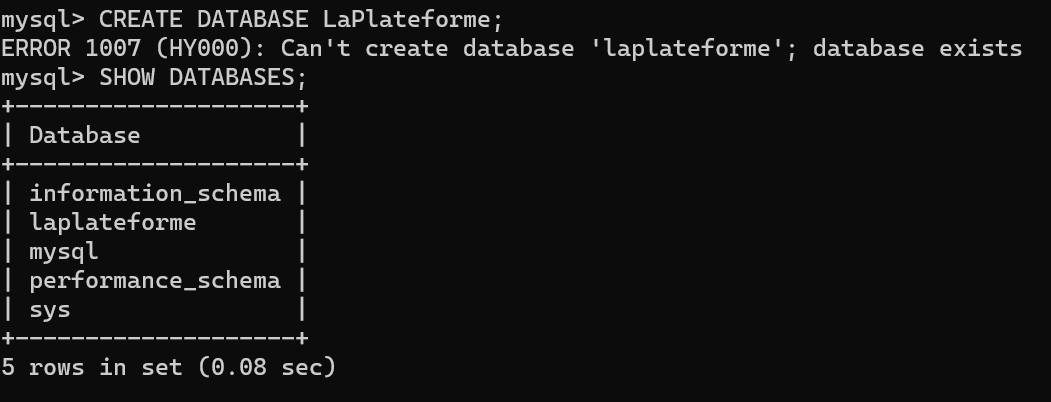 mysql> CREATE DATABASE LaPlateforme;
ERROR 1007 (HY000): Can't create database 'laplateforme'; database exists
mysql> SHOW DATABASES;
+--------------------+
| Database           |
+--------------------+
| information_schema |
| laplateforme       |
| mysql              |
| performance_schema |
| sys                |
+--------------------+
5 rows in set (0.08 sec)